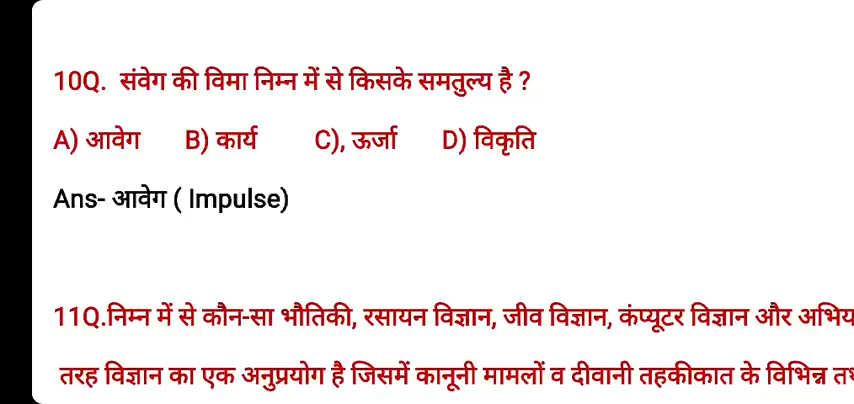 10Q. संवेग की विमा निम्न में से किसके समतुल्य है ?
A) आवेग B) कार्य C), ऊर्जा D) विकृति
Ans- आवेग ( Impulse)
11Q.निम्न में से कौन-सा भौतिकी, रसायन विज्ञान, जीव विज्ञान, कंप्यूटर विज्ञान और
तरह विज्ञान का एक अनुप्रयोग है जिसमें कानूनी मामलों व दीवानी तहकीकात के विभिन्न